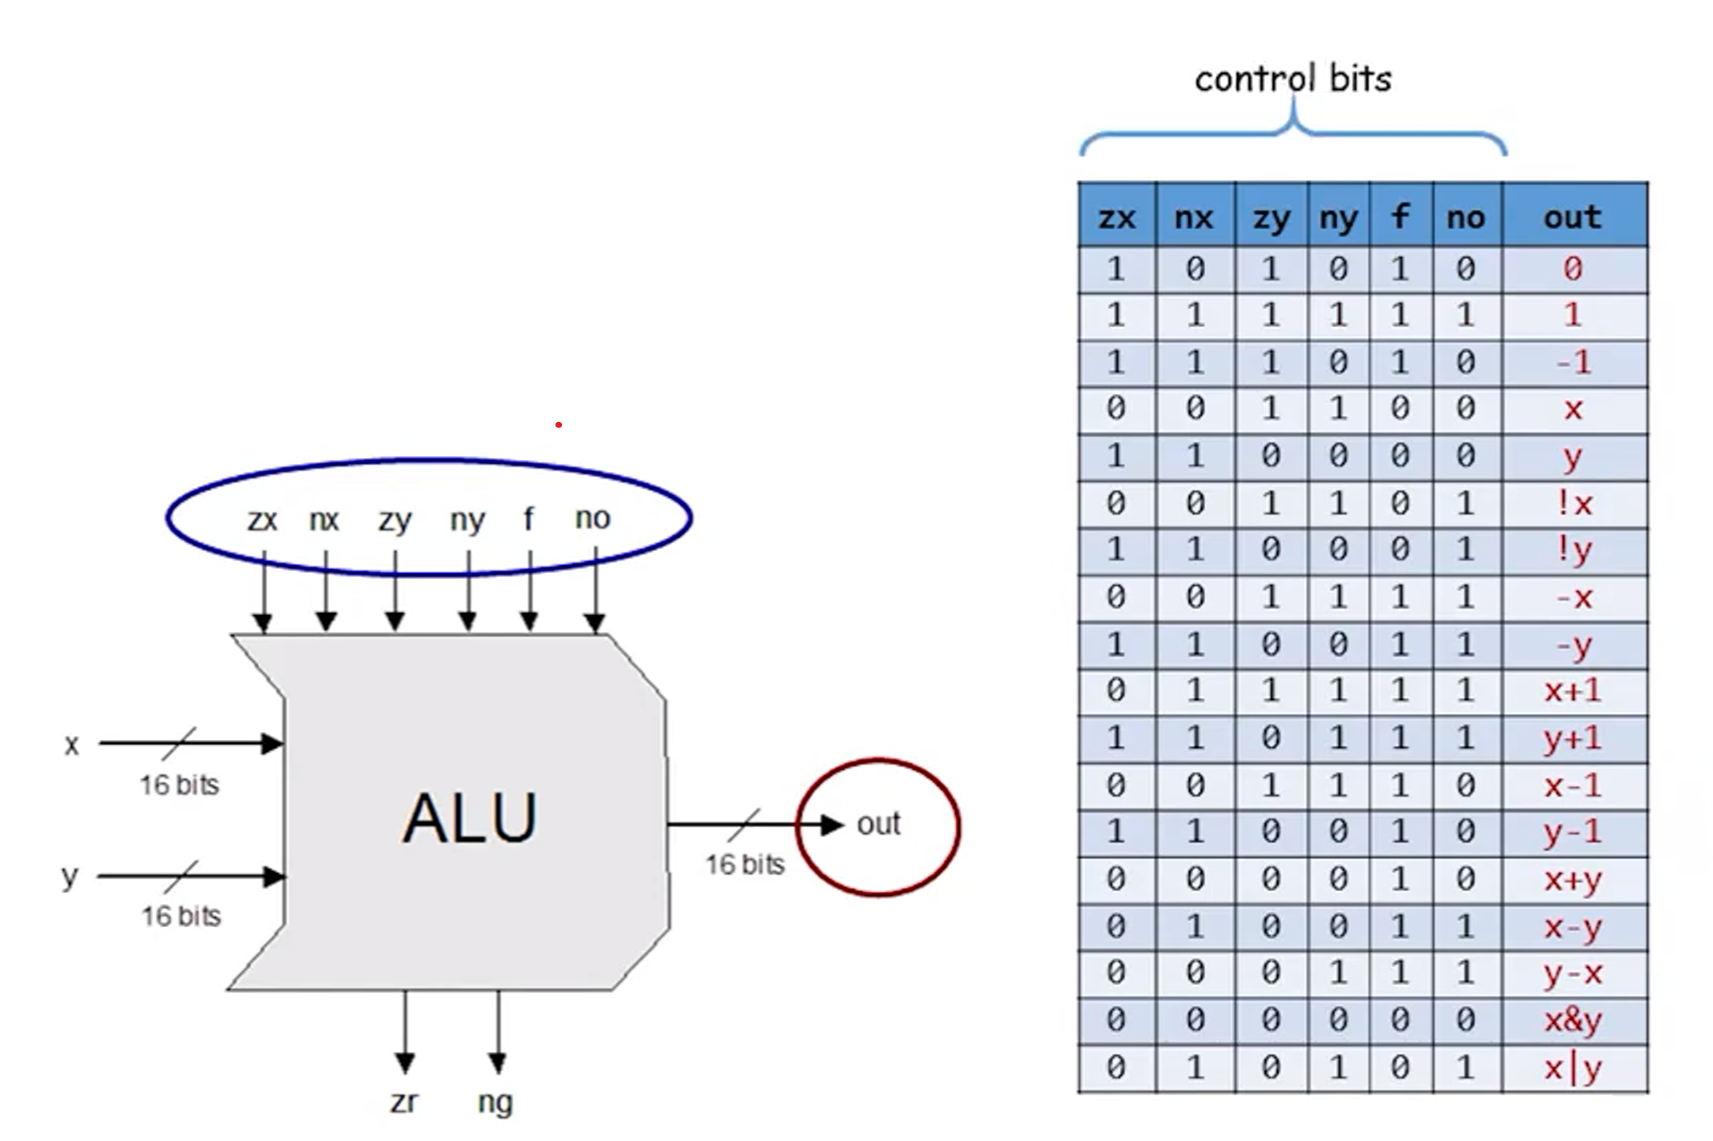 control bits
zx nx zy ny f no out
1 0 1 0 1 0 0
1 1 1 1 1 1 1
1 1 1 0 1 0 -1
0 0 1 1 0 0 x
1 1 0 0 0 0 y
0 0 1 1 0 1 !x
1 1 0 0 0 1 !y
0 0 1 1 1 1 -x
1 1 0 0 1 1 -y
0 1 1 1 1 1 x+1
1 1 0 1 1 1 y+1
0 0 1 1 1 0 x-1
1 1 0 0 1 0 y-1
0 0 0 0 1 0 x+y
0 1 0 0 1 1 x-y
0 0 0 1 1 1 y-x
0 0 0 0 0 0 x&y
0 1 0 1 0 1 x|y
zx nx zy ny f no
x
16 bits
ALU
y
16 bits
out
16 bits
zr ng